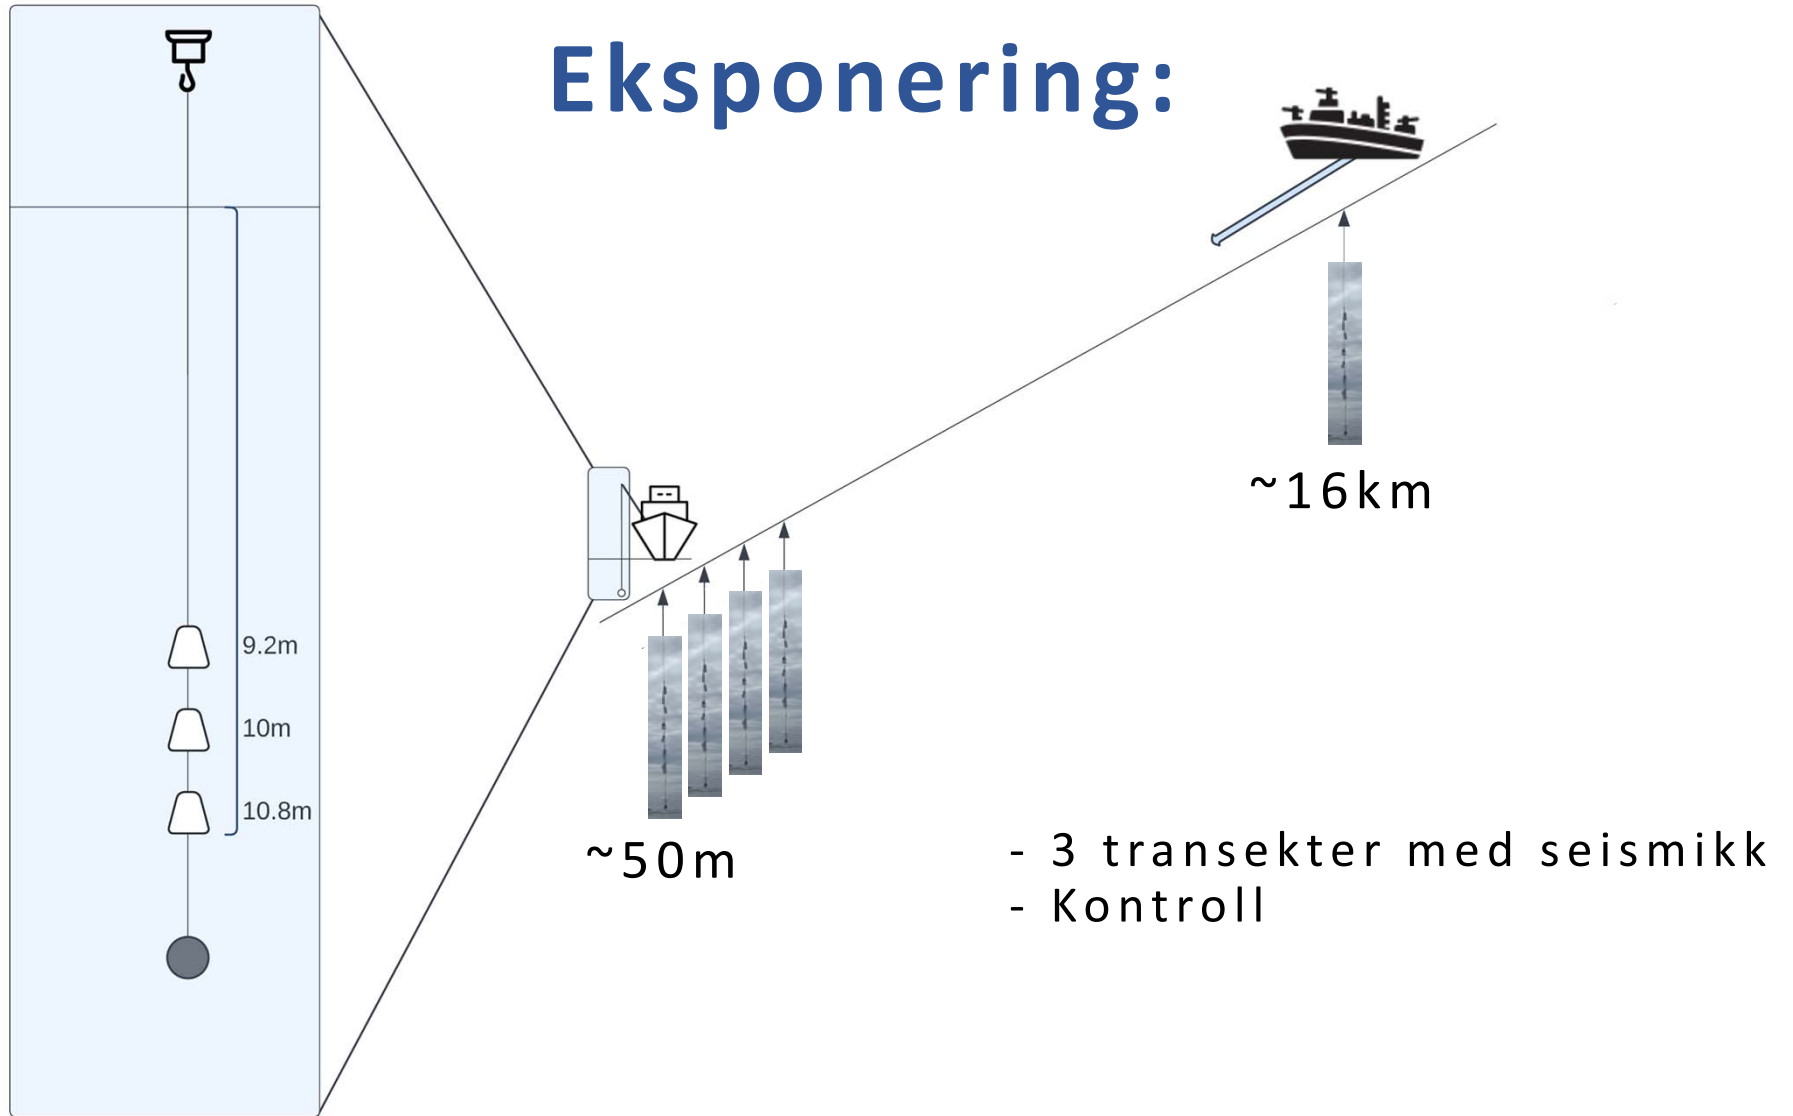 Eksponering:
9.2m
10m
10.8m
~16km
~50m
- 3 transekter med seismikk
- Kontroll